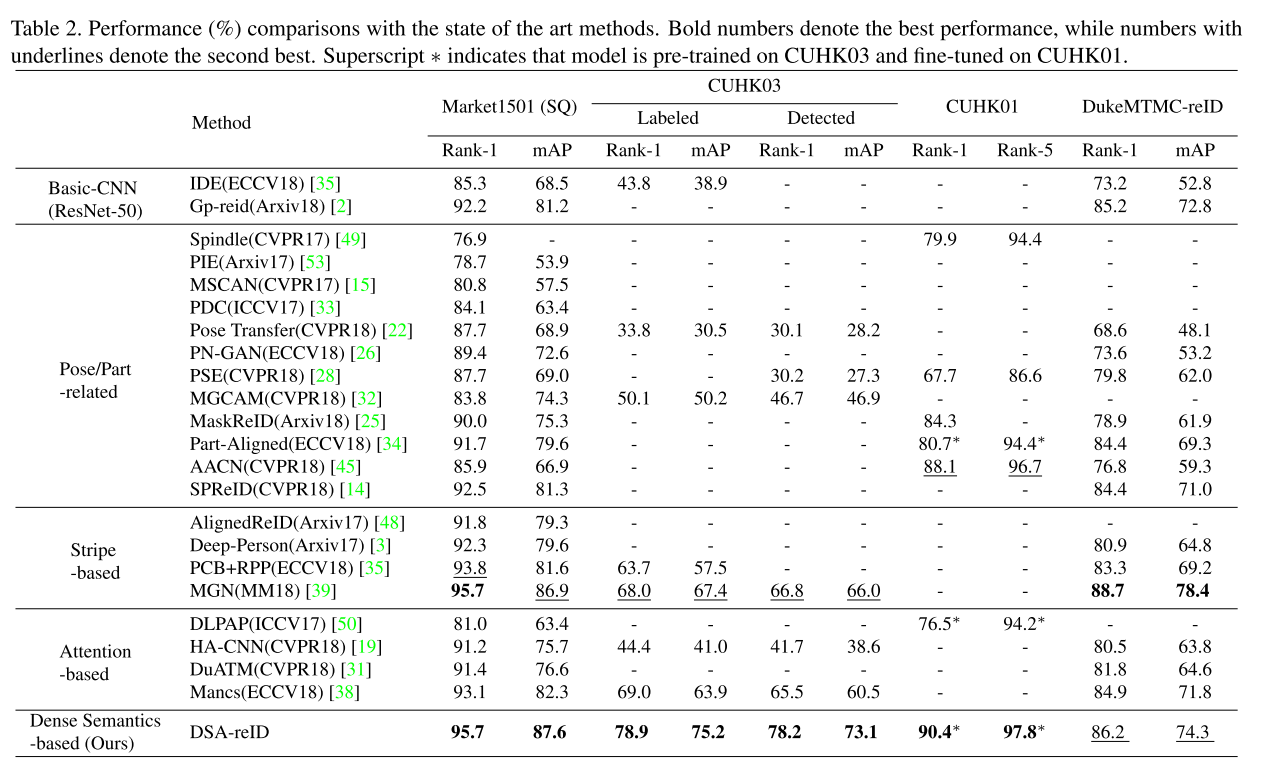 Table 2. Performance (%) comparisons with the state of the art methods. Bold numbers denote the best performance, while numbers with
underlines denote the second best. Superscript ∗ indicates that model is pre-trained on CUHK03 and fine-tuned on CUHK01.
Method Market1501 (SQ) CUHK03 CUHK01 DukeMTMC-reID
Labeled Detected
Rank-1 mAP Rank-1 mAP Rank-1 mAP Rank-1 Rank-5 Rank-1 mAP
Basic-CNN (ResNet-50)
IDE(ECCV18) [35] 85.3 68.5 43.8 38.9 - - - - 73.2 52.8
Gp-reid(Arxiv18) [2] 92.2 81.2 - - - - - - 85.2 72.8
Pose/Part -related
Spindle(CVPR17) [49] 76.9 - - - - - 79.9 94.4 - -
PIE(Arxiv17) [53] 78.7 53.9 - - - - - - - -
MSCAN(CVPR17) [15] 80.8 57.5 - - - - - - - -
PDC(ICCV17) [33] 84.1 63.4 - - - - - - - -
Pose Transfer(CVPR18) [22] 87.7 68.9 33.8 30.5 30.1 28.2 - - 68.6 48.1
PN-GAN(ECCV18) [26] 89.4 72.6 - - - - - - 73.6 53.2
PSE(CVPR18) [28] 87.7 69.0 - - 30.2 27.3 67.7 86.6 79.8 62.0
MGCAM(CVPR18) [32] 83.8 74.3 50.1 50.2 46.7 46.9 - - - -
MaskReID(Arxiv18) [25] 90.0 75.3 - - - - 84.3 - 78.9 61.9
Part-Aligned(ECCV18) [34] 91.7 79.6 - - - - 80.7∗ 94.4∗ 84.4 69.3
AACN(CVPR18) [45] 85.9 66.9 - - - - 88.1 96.7 76.8 59.3
SPReID(CVPR18) [14] 92.5 81.3 - - - - - - 84.4 71.0
Stripe -based
AlignedReID(Arxiv17) [48] 91.8 79.3 - - - - - - - -
Deep-Person(Arxiv17) [3] 92.3 79.6 - - - - - - 80.9 64.8
PCB+RPP(ECCV18) [35] 93.8 81.6 63.7 57.5 - - - - 83.3 69.2
MGN(MM18) [39] 95.7 86.9 68.0 67.4 66.8 66.0 - - 88.7 78.4
Attention -based
DLPAP(ICCV17) [50] 81.0 63.4 - - - - 76.5∗ 94.2∗ - -
HA-CNN(CVPR18) [19] 91.2 75.7 44.4 41.0 41.7 38.6 - - 80.5 63.8
DuATM(CVPR18) [31] 91.4 76.6 - - - - - - 81.8 64.6
Mancs(ECCV18) [38] 93.1 82.3 69.0 63.9 65.5 60.5 - - 84.9 71.8
Dense Semantics -based (Ours)
DSA-reID 95.7 87.6 78.9 75.2 78.2 73.1 90.4∗ 97.8∗ 86.2 74.3